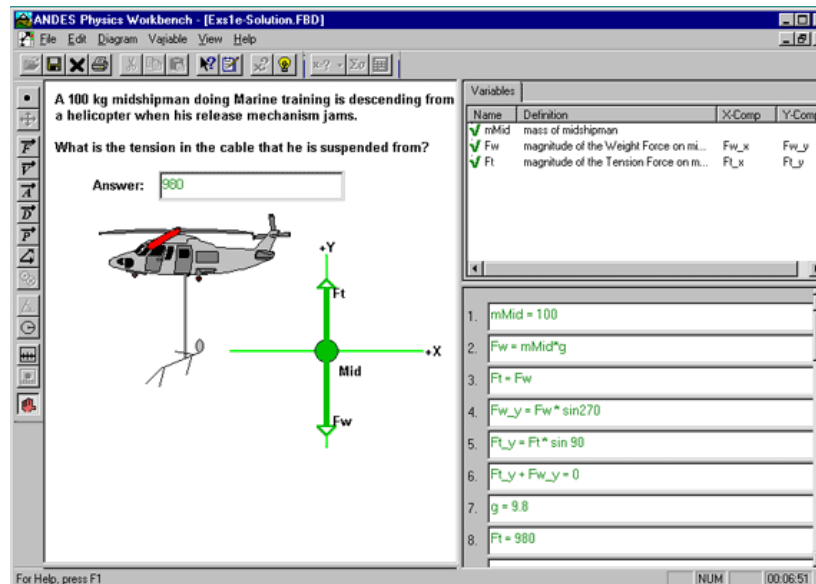 ANDES Physics Workbench - [Exs1e-Solution.FBD]
File Edit Diagram Variable View Help
A 100 kg midshipman doing Marine training is descending from
a helicopter when his release mechanism jams.
What is the tension in the cable that he is suspended from?
Answer: 980
+Y
Ft
+X
Mid
Fw
Variables
Name Definition X-Comp Y-Comp
mMid mass of midshipman
Fw magnitude of the Weight Force on mi... Fw_x Fw_y
Ft magnitude of the Tension Force on m... Ft_x Ft_y
1. mMid = 100
2. Fw = mMid*g
3. Ft = Fw
4. Fw_y = Fw * sin270
5. Ft_y = Ft* sin 90
6. Ft_y + Fw_y = 0
7. g = 9.8
8. Ft = 980
For Help, press F1 NUM 00:06:51